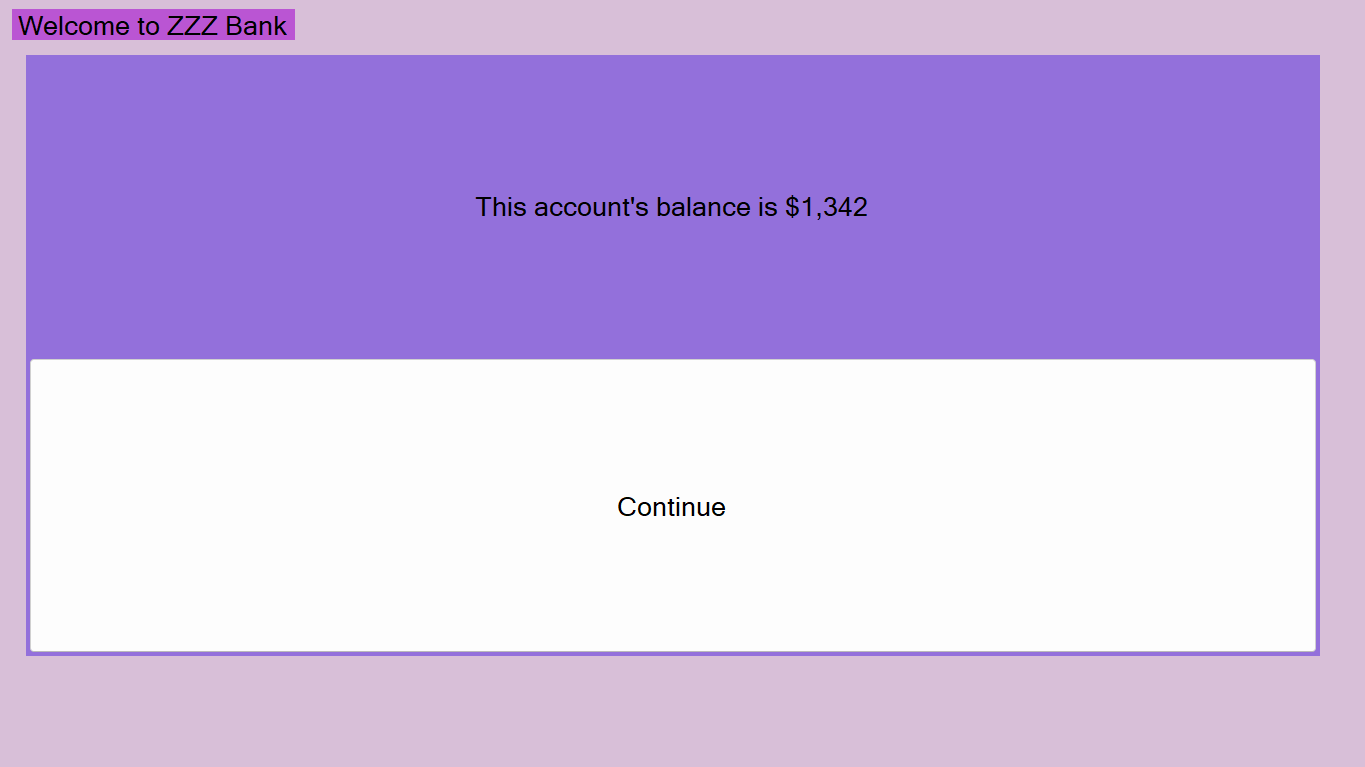 Welcome to ZZZ Bank
This account's balance is $1,342
Continue